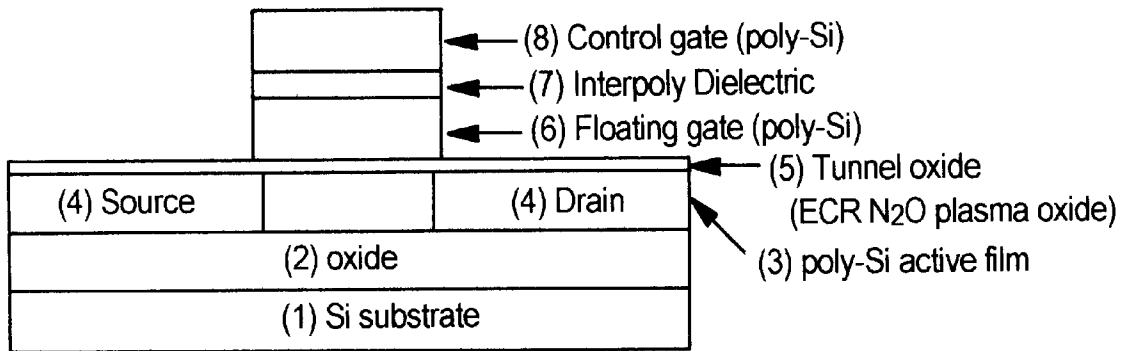 (8) Control gate (poly-Si)
(7) Interpoly Dielectric
(6) Floating gate (poly-Si)
(5) Tunnel oxide
(ECR N₂O plasma oxide)
(4) Source
(4) Drain
(3) poly-Si active film
(2) oxide
(1) Si substrate